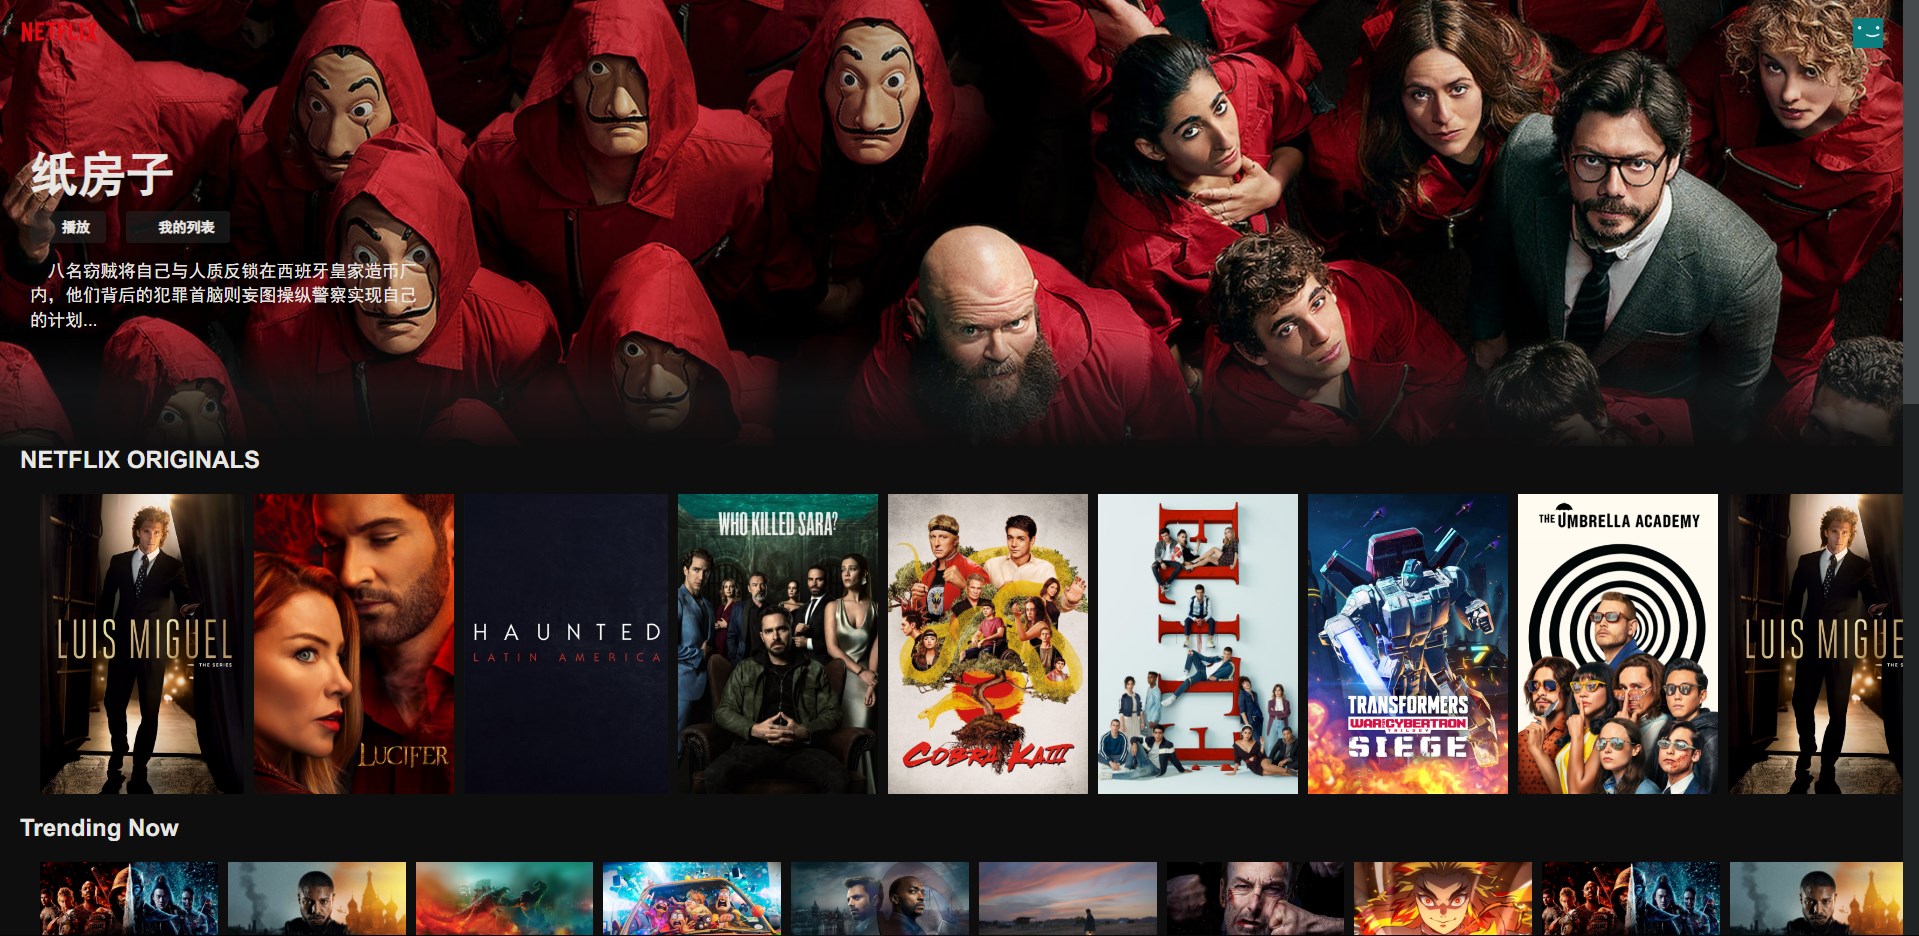 NETFLIX
纸房子
播放
我的列表
八名窃贼将自己与人质反锁在西班牙皇家造币厂
内，他们背后的犯罪首脑则妄图操纵警察实现自己
的计划...
NETFLIX ORIGINALS
LUIS MIGUEL
THE SERIES
LUCIFER
HAUNTED
LATIN AMERICA
WHO KILLED SARA?
COBRA KAI III
ELITE
TRANSFORMERS
WAR FOR CYBERTRON
TRILOGY
SIEGE
THE UMBRELLA ACADEMY
LUIS MIGUE
THE S
Trending Now